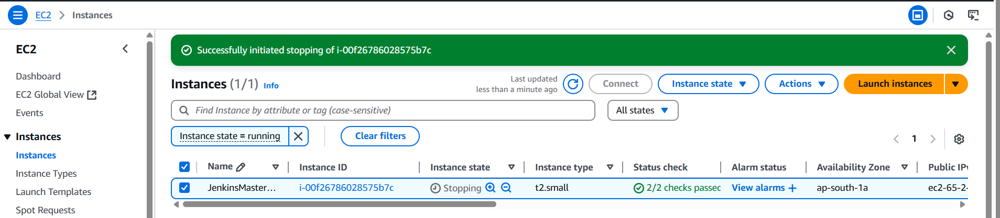 EC2 > Instances
EC2
Dashboard
EC2 Global View
Events
Instances
Instances
Instance Types
Launch Templates
Spot Requests
Successfully initiated stopping of i-00f26786028575b7c
Instances (1/1) Info
Last updated
less than a minute ago
Connect Instance state Actions Launch instances
Find Instance by attribute or tag (case-sensitive) All states
Instance state = running Clear filters
1
Name Instance ID Instance state Instance type Status check Alarm status Availability Zone Public IPv
JenkinsMaster... i-00f26786028575b7c Stopping t2.small 2/2 checks passec View alarms + ap-south-1a ec2-65-2-